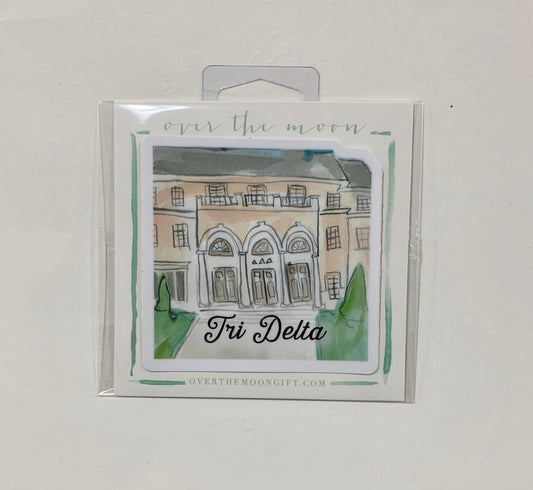 over the moon
ΔΔΔ
Tri Delta
OVERTHEMOONGIFT.COM